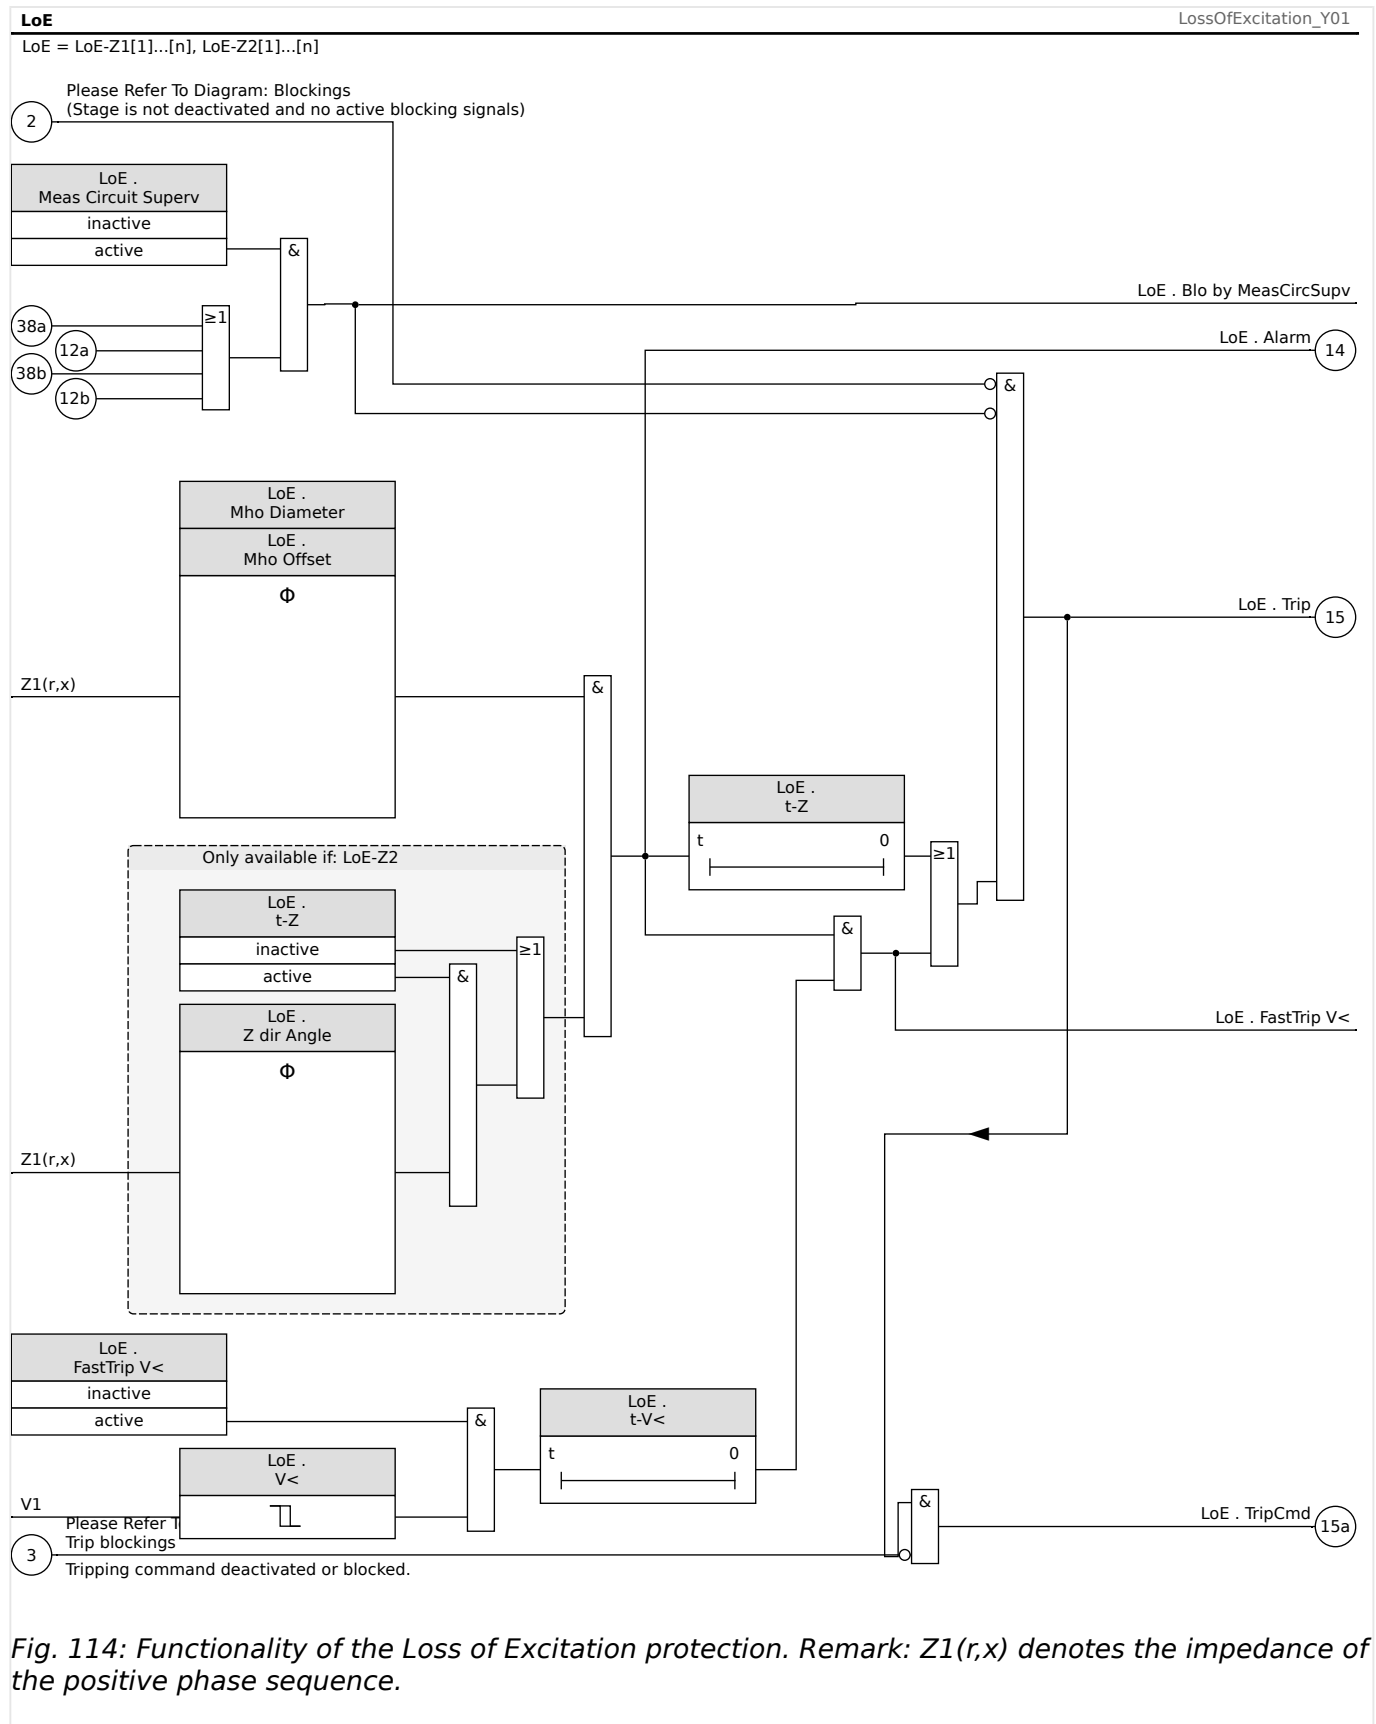 LoE
LossOfExcitation_Y01
LoE = LoE-Z1[1]...[n], LoE-Z2[1]...[n]
Please Refer To Diagram: Blockings
(Stage is not deactivated and no active blocking signals)
2
LoE .
Meas Circuit Superv
inactive
active
&
LoE . Blo by MeasCircSupv
38a
≥1
12a
38b
12b
LoE . Alarm
14
&
LoE .
Mho Diameter
LoE .
Mho Offset
Φ
LoE . Trip
15
Z1(r,x)
&
LoE .
t-Z
t 0
≥1
Only available if: LoE-Z2
LoE .
t-Z
inactive
active
≥1
&
&
LoE .
Z dir Angle
Φ
LoE . FastTrip V<
Z1(r,x)
LoE .
FastTrip V<
inactive
active
&
LoE .
t-V<
t 0
LoE .
V<
V1
Please Refer T
Trip blockings
3
Tripping command deactivated or blocked.
&
LoE . TripCmd
15a
Fig. 114: Functionality of the Loss of Excitation protection. Remark: Z1(r,x) denotes the impedance of
the positive phase sequence.